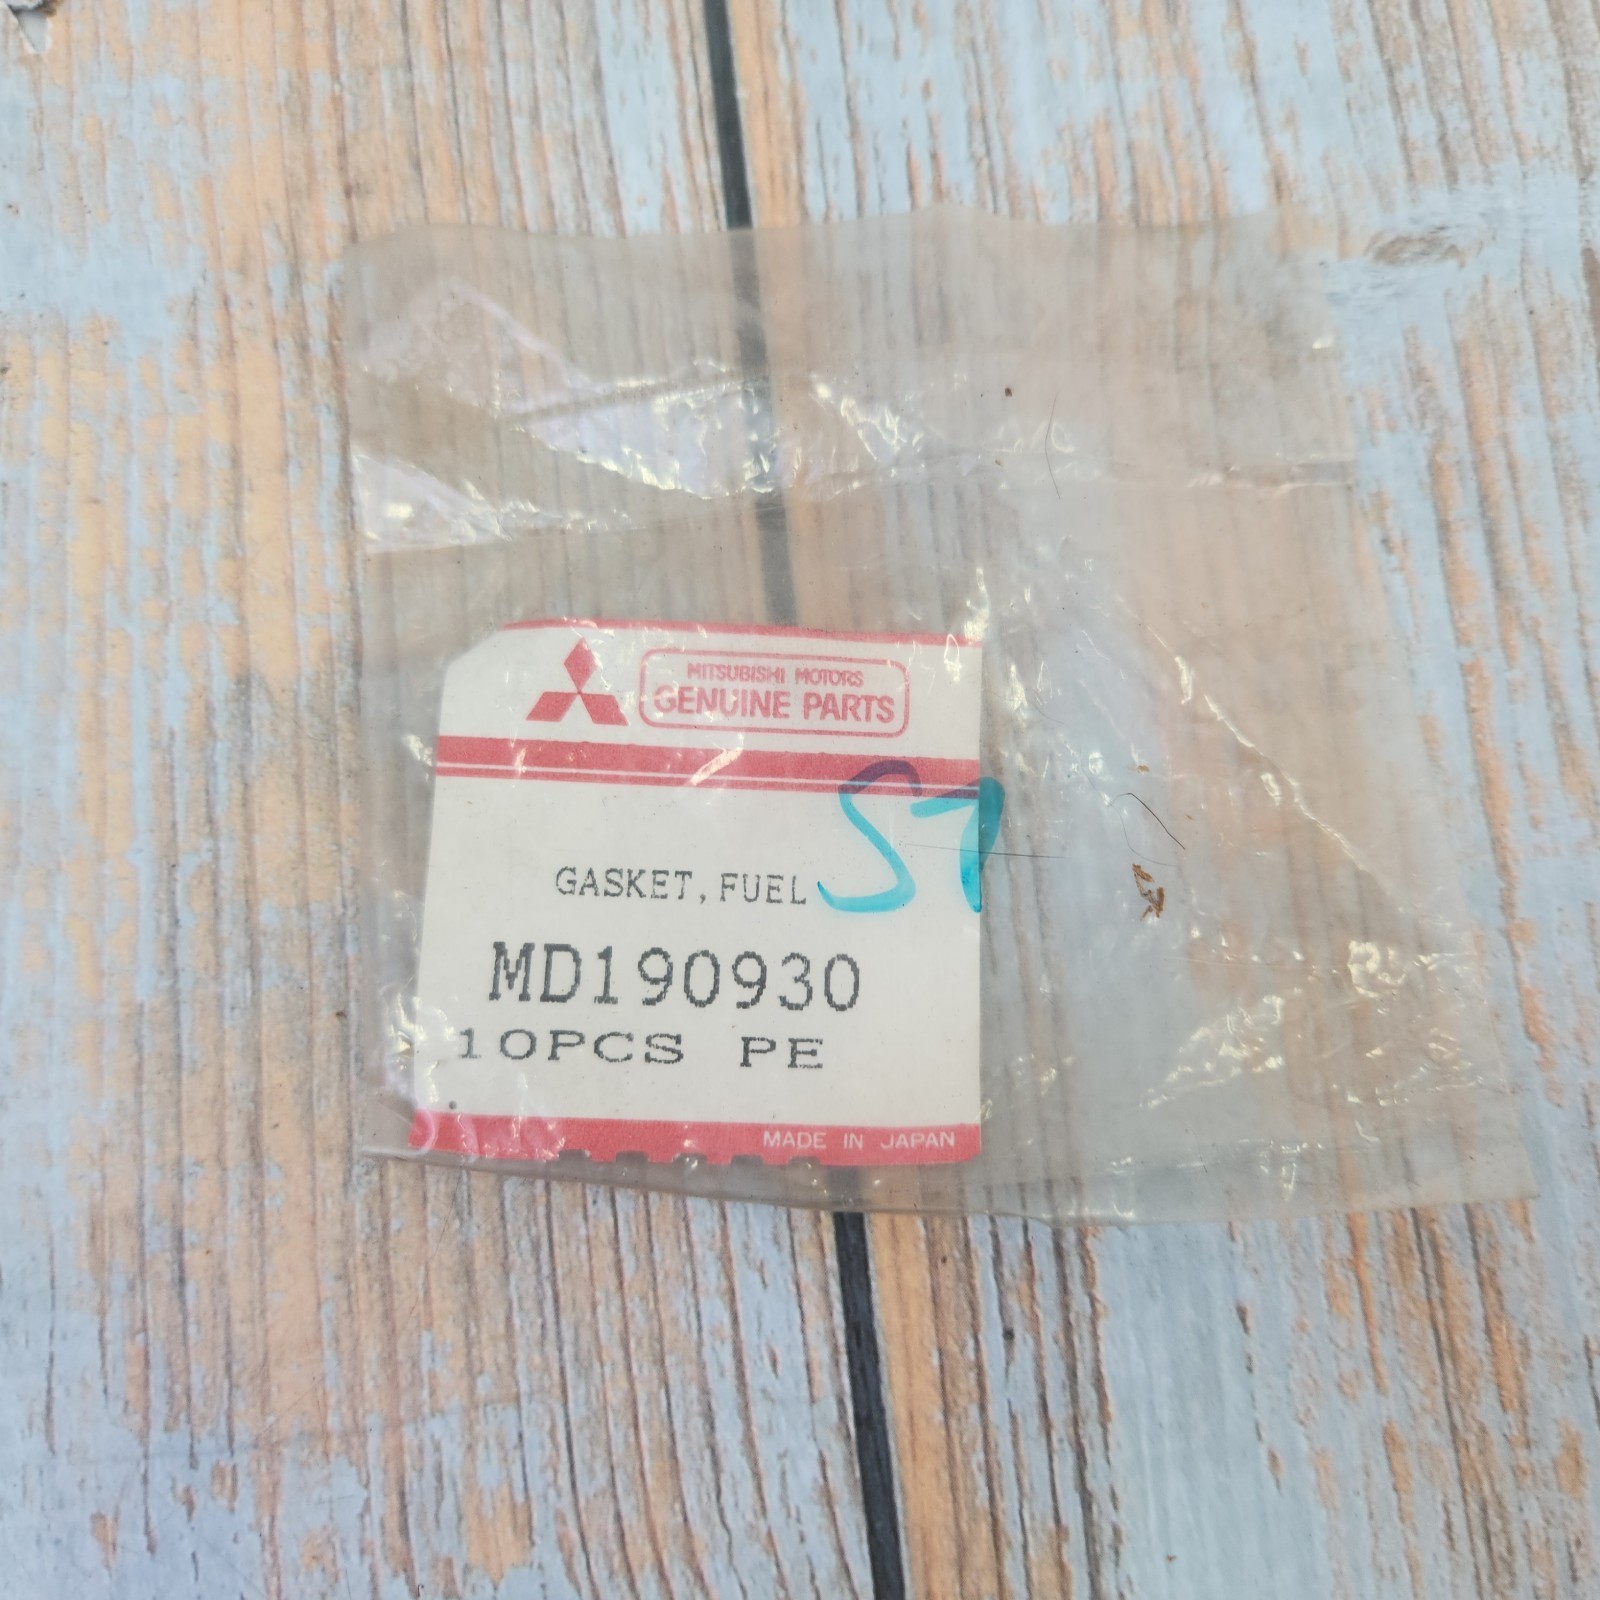 MITSUBISHI MOTORS
GENUINE PARTS
GASKET, FUEL
MD190930
10PCS PE
MADE IN JAPAN